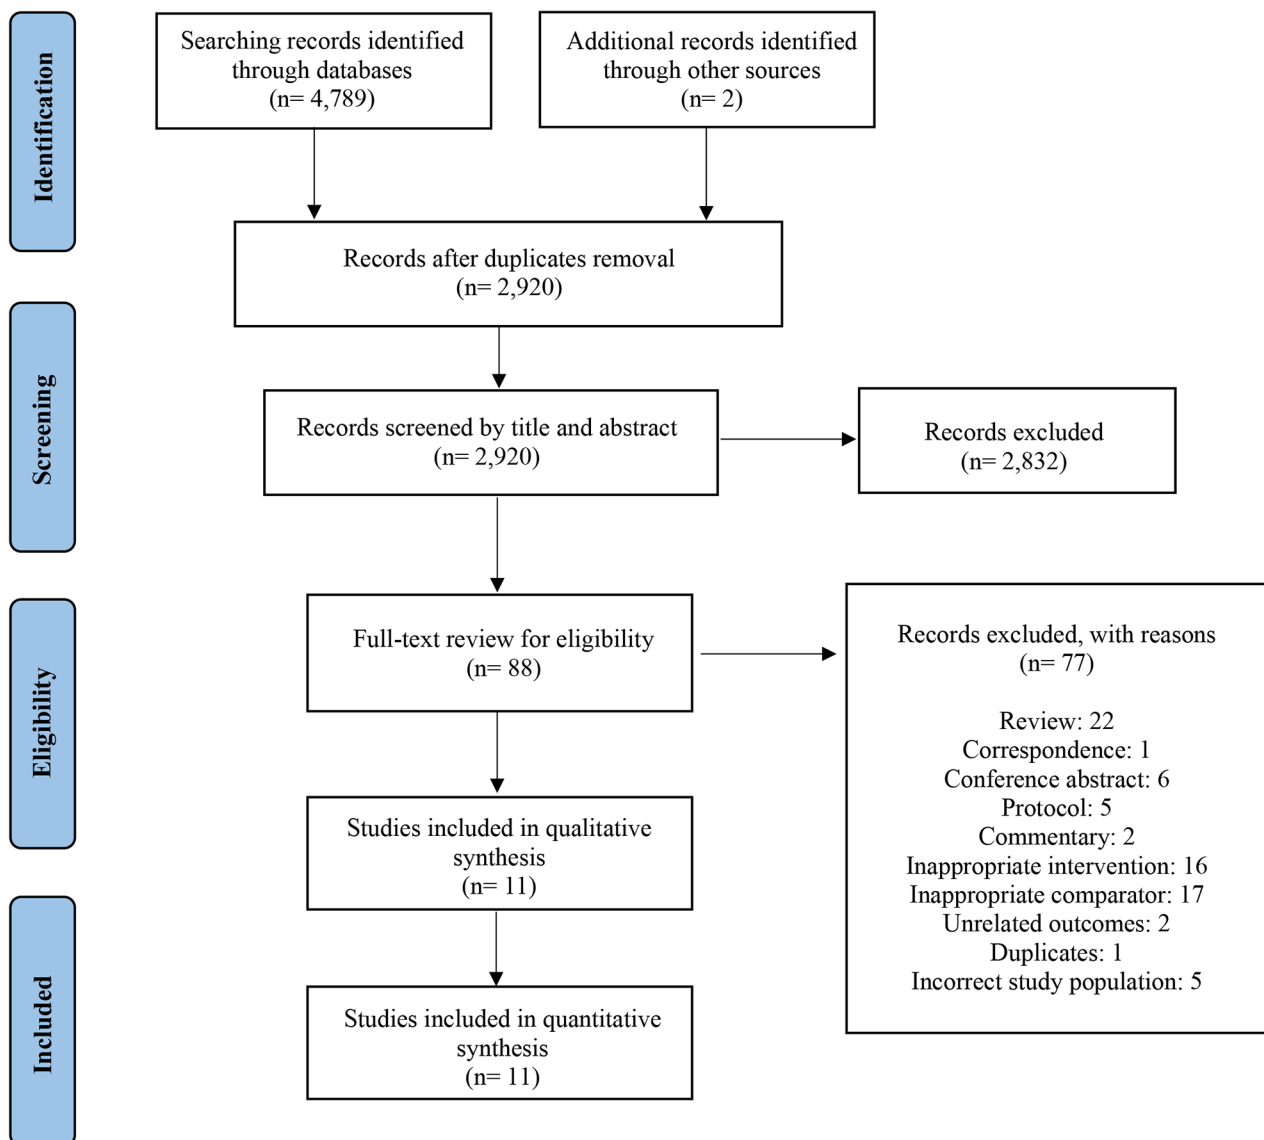 Identification
Searching records identified
through databases
(n= 4,789)
Additional records identified
through other sources
(n= 2)
Records after duplicates removal
(n= 2,920)
Screening
Records screened by title and abstract
(n= 2,920)
Records excluded
(n= 2,832)
Eligibility
Full-text review for eligibility
(n= 88)
Records excluded, with reasons
(n= 77)
Review: 22
Correspondence: 1
Conference abstract: 6
Protocol: 5
Commentary: 2
Inappropriate intervention: 16
Inappropriate comparator: 17
Unrelated outcomes: 2
Duplicates: 1
Incorrect study population: 5
Studies included in qualitative
synthesis
(n= 11)
Included
Studies included in quantitative
synthesis
(n= 11)